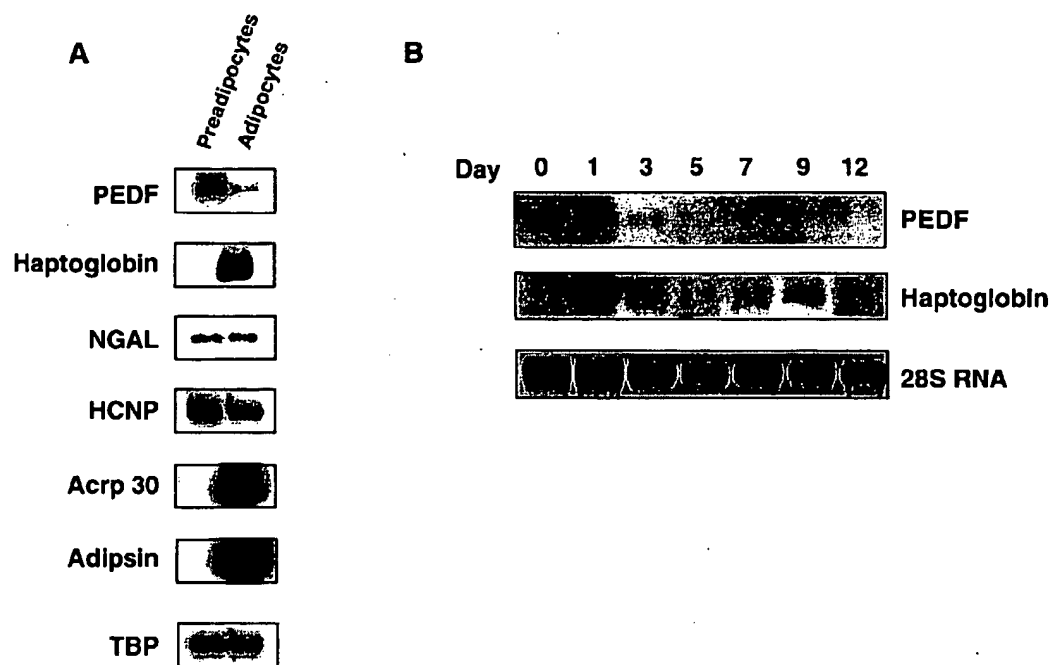 A
B
Preadipocytes
Adipocytes
PEDF
Haptoglobin
NGAL
HCNP
Acrp 30
Adipsin
TBP
Day 0 1 3 5 7 9 12
PEDF
Haptoglobin
28S RNA